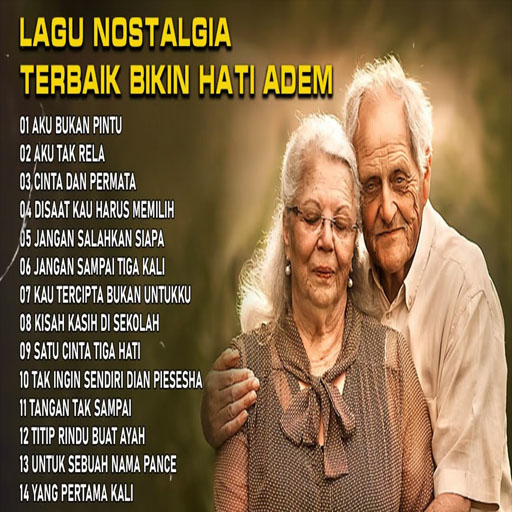 LAGU NOSTALGIA
TERBAIK BIKIN HATI ADEM
01 AKU BUKAN PINTU
02 AKU TAK RELA
03 CINTA DAN PERMATA
04 DISAAT KAU HARUS MEMILIH
05 JANGAN SALAHKAN SIAPA
06 JANGAN SAMPAI TIGA KALI
07 KAU TERCIPTA BUKAN UNTUKKU
08 KISAH KASIH DI SEKOLAH
09 SATU CINTA TIGA HATI
10 TAK INGIN SENDIRI DIAN PIESESHA
11 TANGAN TAK SAMPAI
12 TITIP RINDU BUAT AYAH
13 UNTUK SEBUAH NAMA PANCE
14 YANG PERTAMA KALI